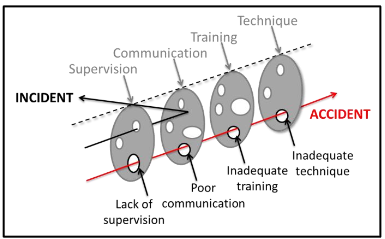 Technique
Training
Communication
Supervision
INCIDENT
ACCIDENT
Inadequate
technique
Inadequate
training
Poor
communication
Lack of
supervision